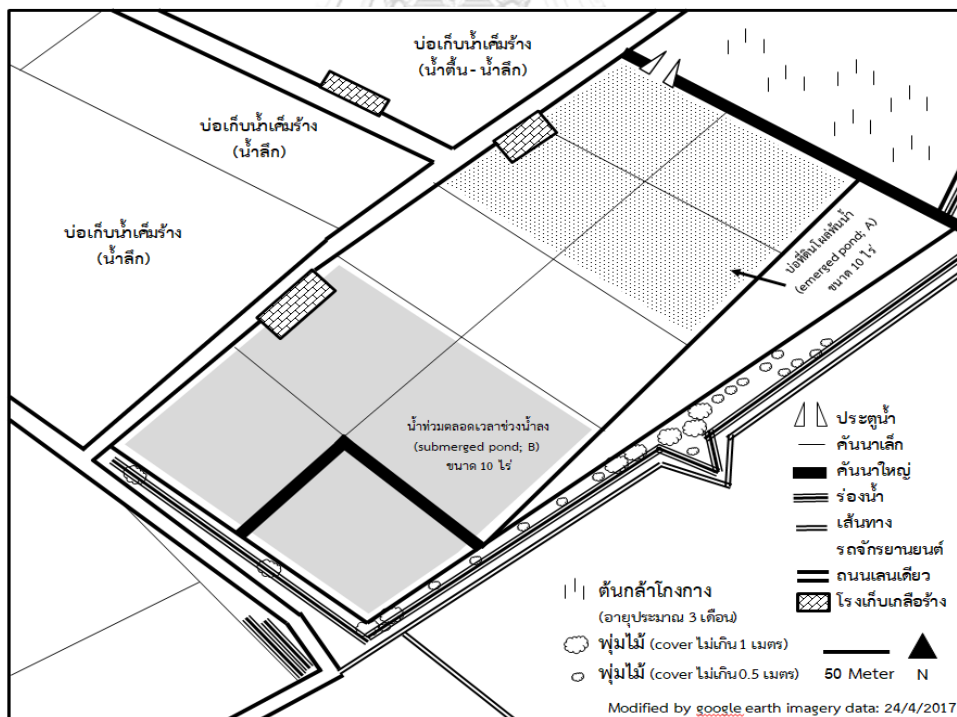 บ่อเก็บน้ำเค็มร้าง
(น้ำตื้น - น้ำลึก)
บ่อเก็บน้ำเค็มร้าง
(น้ำลึก)
บ่อเก็บน้ำเค็มร้าง
(น้ำลึก)
บ่อที่ดินโผล่พ้นน้ำ
(emerged pond; A)
ขนาด 10 ไร่
น้ำท่วมตลอดเวลาช่วงน้ำลง
(submerged pond; B)
ขนาด 10 ไร่
ประตูน้ำ
คันนาเล็ก
คันนาใหญ่
ร่องน้ำ
เส้นทาง
รถจักรยานยนต์
ถนนเลนเดียว
โรงเก็บเกลือร้าง
ต้นกล้าโกงกาง
(อายุประมาณ 3 เดือน)
พุ่มไม้ (cover ไม่เกิน 1 เมตร)
พุ่มไม้ (cover ไม่เกิน 0.5 เมตร)
50 Meter
N
Modified by google earth imagery data: 24/4/2017